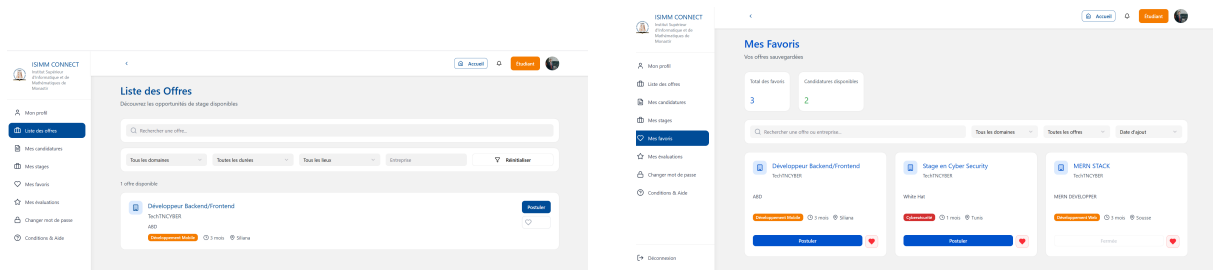 ISIMM CONNECT
Institut Supérieur
d'Informatique et de
Mathématiques de
Monastir
Mon profil
Liste des offres
Mes candidatures
Mes stages
Mes favoris
Mes évaluations
Changer mot de passe
Conditions & Aide
Accueil
Etudiant
Liste des Offres
Découvrez les opportunités de stage disponibles
Rechercher une offre...
Tous les domaines
Toutes les durées
Tous les lieux
Entreprise
Réinitialiser
1 offre disponible
Développeur Backend/Frontend
TechTNCYBER
ABD
Développement Mobile
3 mois
Siliana
Postuler
ISIMM CONNECT
Institut Supérieur
d'Informatique et de
Mathématiques de
Monastir
Mon profil
Liste des offres
Mes candidatures
Mes stages
Mes favoris
Mes évaluations
Changer mot de passe
Conditions & Aide
Déconnexion
Accueil
Etudiant
Mes Favoris
Vos offres sauvegardées
Total des favoris
3
Candidatures disponibles
2
Rechercher une offre ou entreprise...
Tous les domaines
Toutes les offres
Date d'ajout
Développeur Backend/Frontend
TechTNCYBER
ABD
Développement Mobile
3 mois
Siliana
Postuler
Stage en Cyber Security
TechTNCYBER
White Hat
Cybersécurité
1 mois
Tunis
Postuler
MERN STACK
TechTNCYBER
MERN DEVELOPPER
Développement Web
3 mois
Sousse
Fermée